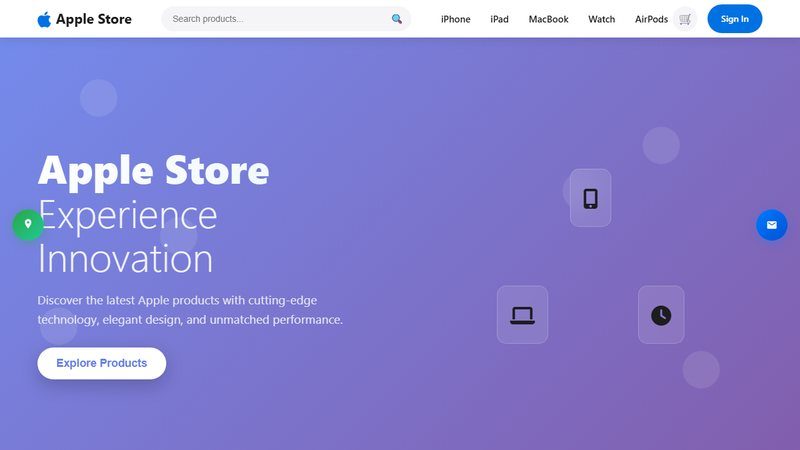 Apple Store
Search products...
iPhone
iPad
MacBook
Watch
AirPods
Sign In
Apple Store
Experience
Innovation
Discover the latest Apple products with cutting-edge
technology, elegant design, and unmatched performance.
Explore Products